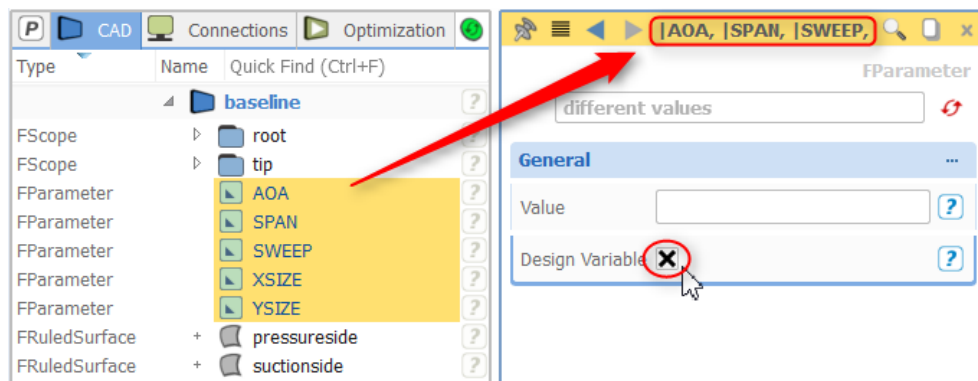 P CAD Connections Optimization
Type Name Quick Find (Ctrl+F)
baseline ?
FScope root ?
FScope tip ?
FParameter AOA ?
FParameter SPAN ?
FParameter SWEEP ?
FParameter XSIZE ?
FParameter YSIZE ?
FRuledSurface + pressureside ?
FRuledSurface + suctionside ?
|AOA, |SPAN, |SWEEP,
FParameter
different values
General ...
Value ?
Design Variable ?